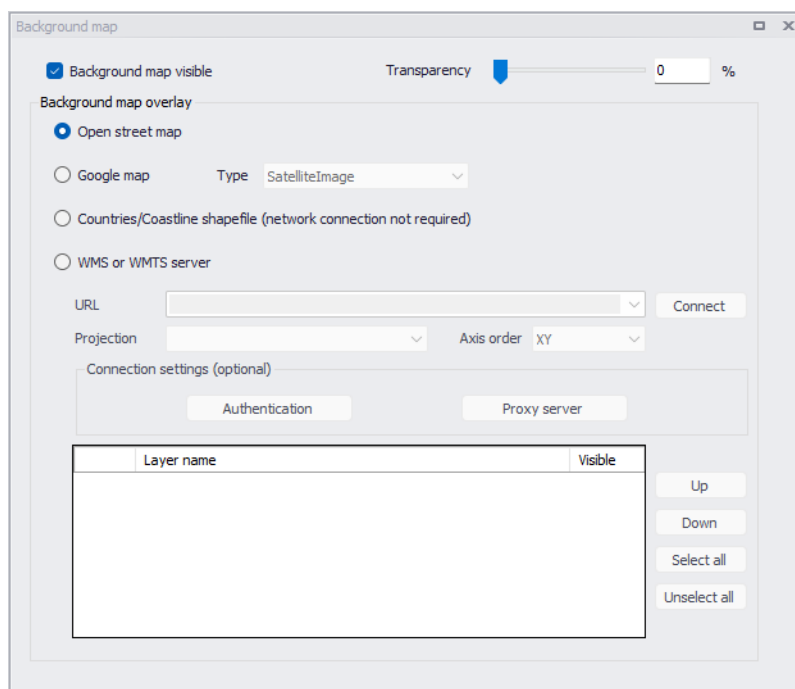 Background map
Background map visible Transparency 0 %
Background map overlay
Open street map
Google map Type SatelliteImage
Countries/Coastline shapefile (network connection not required)
WMS or WMTS server
URL Connect
Projection Axis order XY
Connection settings (optional)
Authentication Proxy server
Layer name Visible
Up
Down
Select all
Unselect all